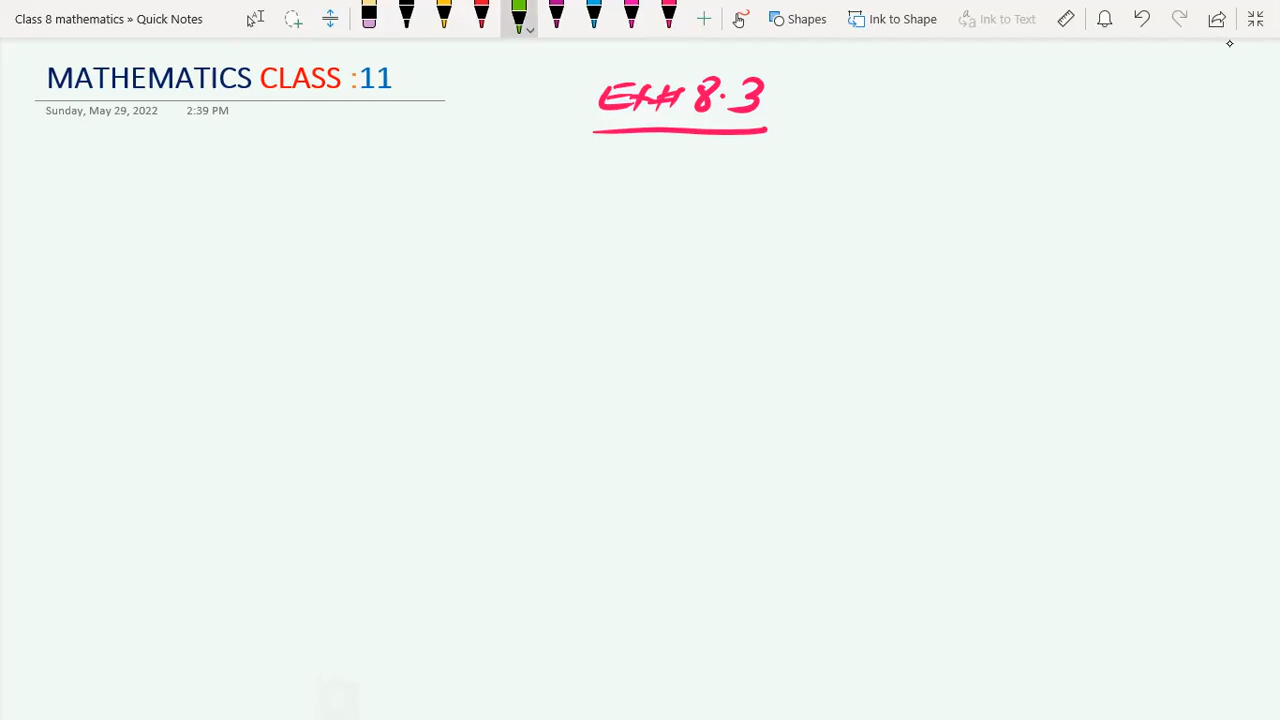 Class 8 mathematics » Quick Notes
Shapes
Ink to Shape
Ink to Text
MATHEMATICS CLASS :11
Sunday, May 29, 2022 2:39 PM
8.3